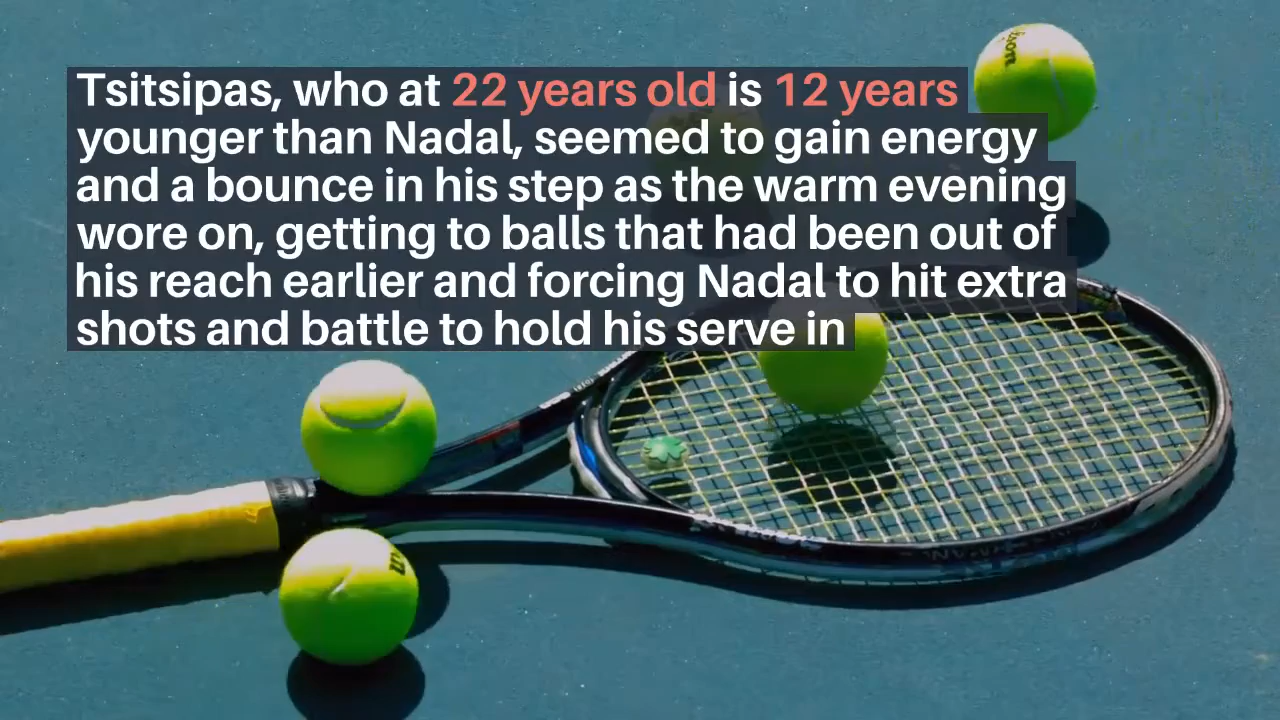 Tsitsipas, who at 22 years old is 12 years
younger than Nadal, seemed to gain energy
and a bounce in his step as the warm evening
wore on, getting to balls that had been out of
his reach earlier and forcing Nadal to hit extra
shots and battle to hold his serve in